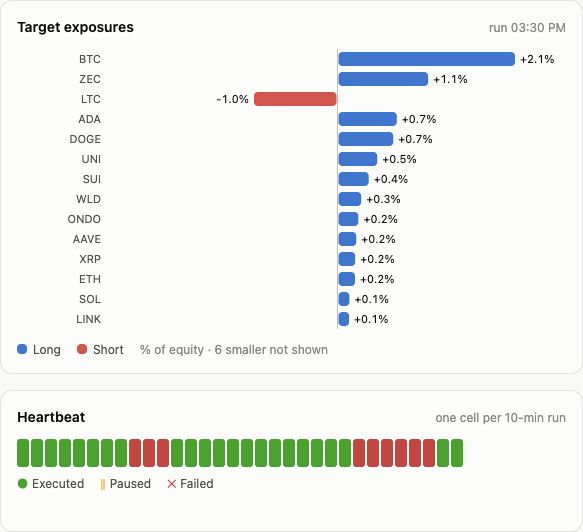 Target exposures run 03:30 PM
BTC +2.1%
ZEC +1.1%
LTC -1.0%
ADA +0.7%
DOGE +0.7%
UNI +0.5%
SUI +0.4%
WLD +0.3%
ONDO +0.2%
AAVE +0.2%
XRP +0.2%
ETH +0.2%
SOL +0.1%
LINK +0.1%
Long Short % of equity · 6 smaller not shown
Heartbeat one cell per 10-min run
Executed Paused Failed